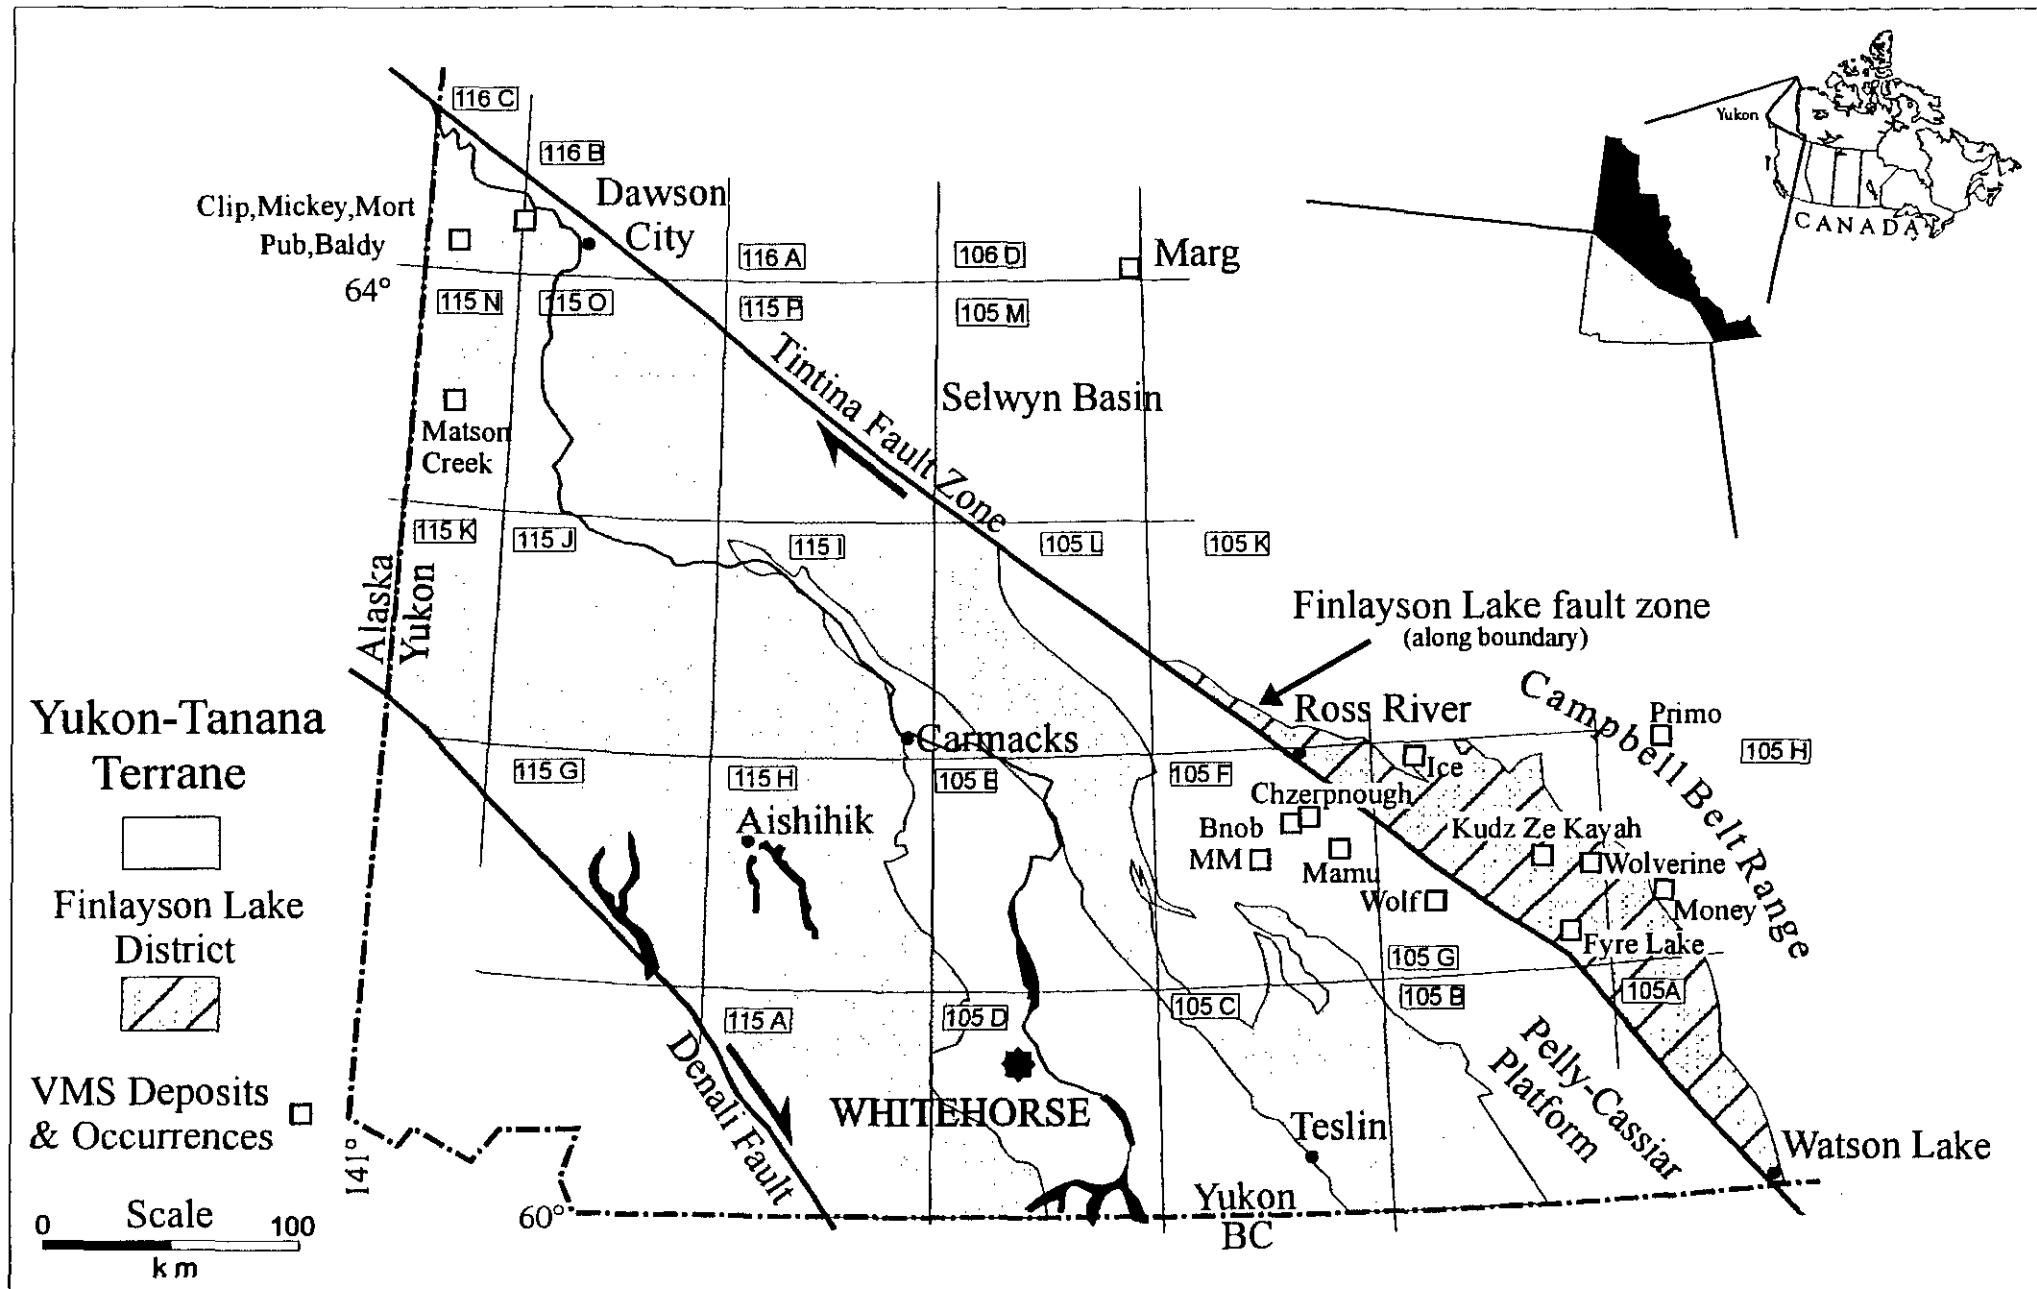 116 C
116 B
Yukon
CANADA
Clip,Mickey,Mort
Pub,Baldy
Dawson
City
116 A
106 D
Marg
64°
115 N
115 O
115 P
105 M
Tintina Fault Zone
Selwyn Basin
Matson
Creek
115 K
115 J
115 I
105 L
105 K
Alaska
Yukon
Finlayson Lake fault zone
(along boundary)
Ross River
Campbell Belt Range
Primo
105 H
Yukon-Tanana
Terrane
Carmacks
115 G
115 H
105 E
105 F
Ice
Chzerpnough
Aishihik
Bnob
Kudz Ze Kayah
MM
Mamu
Wolverine
Finlayson Lake
District
Wolf
Money
Fyre Lake
105 G
105 B
105A
115 A
105 D
105 C
Denali Fault
Pelly-Cassiar
Platform
VMS Deposits
& Occurrences
WHITEHORSE
Teslin
Watson Lake
141°
60°
Yukon
BC
0 Scale 100
km